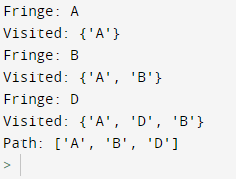 Fringe: A
Visited: {'A'}
Fringe: B
Visited: {'A', 'B'}
Fringe: D
Visited: {'A', 'D', 'B'}
Path: ['A', 'B', 'D']
>